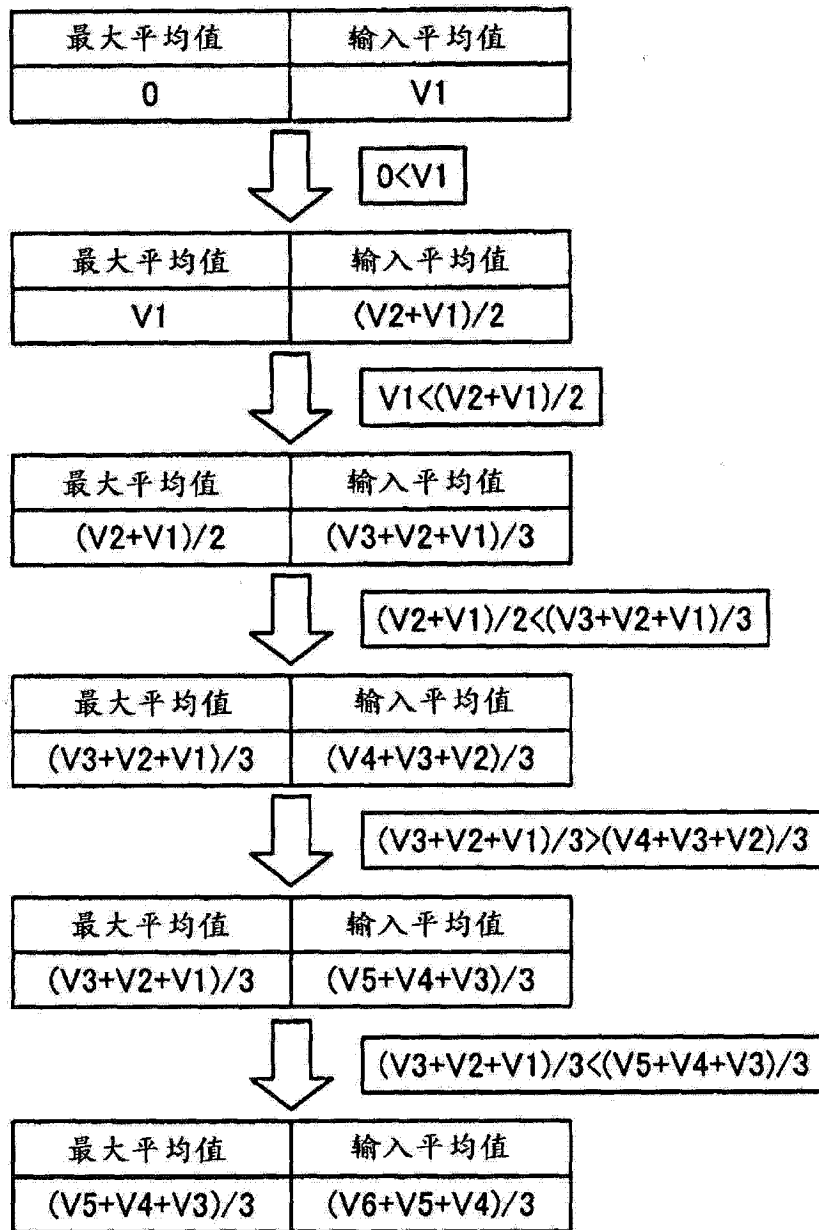 最大平均值 输入平均值
0 V1
0<V1
最大平均值 输入平均值
V1 (V2+V1)/2
V1<(V2+V1)/2
最大平均值 输入平均值
(V2+V1)/2 (V3+V2+V1)/3
(V2+V1)/2<(V3+V2+V1)/3
最大平均值 输入平均值
(V3+V2+V1)/3 (V4+V3+V2)/3
(V3+V2+V1)/3>(V4+V3+V2)/3
最大平均值 输入平均值
(V3+V2+V1)/3 (V5+V4+V3)/3
(V3+V2+V1)/3<(V5+V4+V3)/3
最大平均值 输入平均值
(V5+V4+V3)/3 (V6+V5+V4)/3